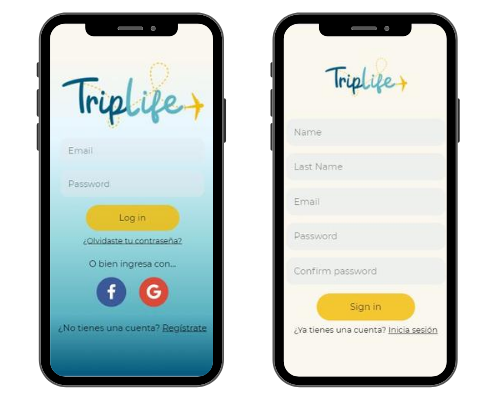 Triplife
Email
Password
Log in
¿Olvidaste tu contraseña?
O bien ingresa con...
f
G
¿No tienes una cuenta? Regístrate
Triplife
Name
Last Name
Email
Password
Confirm password
Sign in
¿Ya tienes una cuenta? Inicia sesión